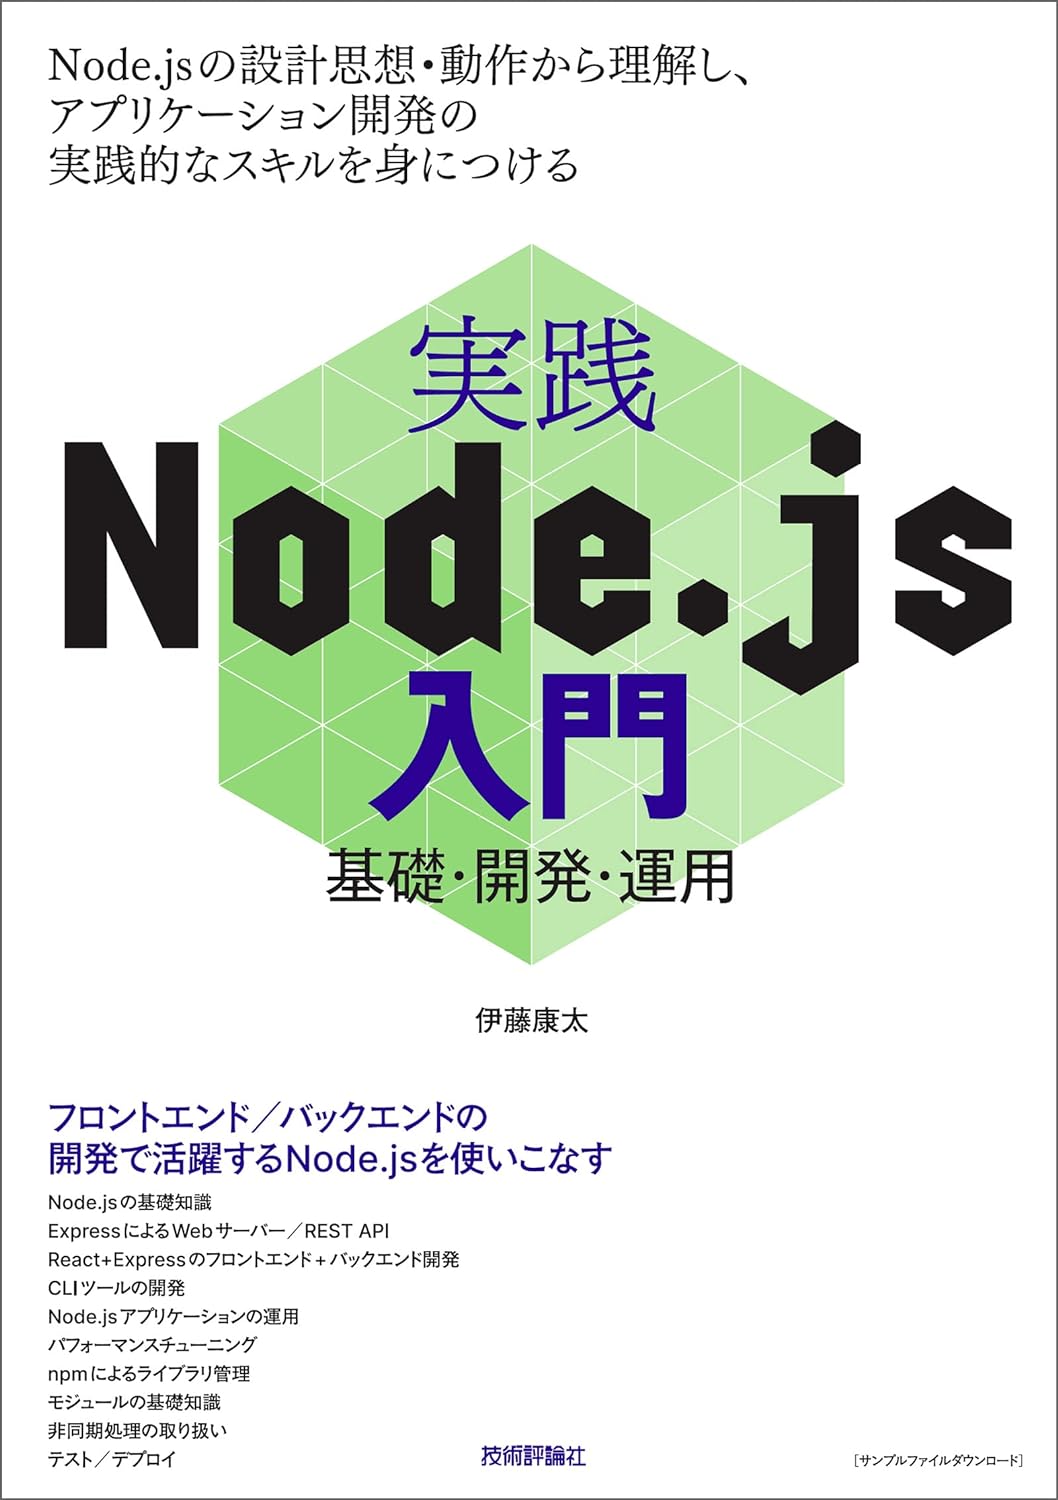 Node.jsの設計思想・動作から理解し、
アプリケーション開発の
実践的なスキルを身につける
実践
Node.js
入門
基礎・開発・運用
伊藤康太
フロントエンド／バックエンドの
開発で活躍するNode.jsを使いこなす
Node.jsの基礎知識
ExpressによるWebサーバー／REST API
React+Expressのフロントエンド+バックエンド開発
CLIツールの開発
Node.jsアプリケーションの運用
パフォーマンスチューニング
npmによるライブラリ管理
モジュールの基礎知識
非同期処理の取り扱い
テスト／デプロイ
技術評論社
［サンプルファイルダウンロード］